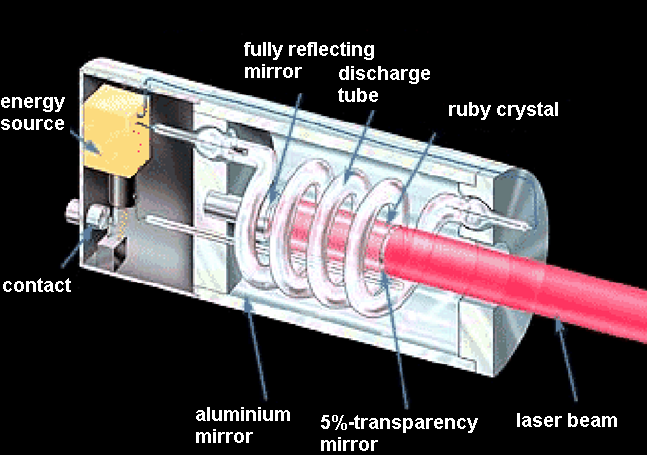 fully reflecting
mirror
discharge
tube
energy
source
ruby crystal
contact
aluminium
mirror
5%-transparency
mirror
laser beam